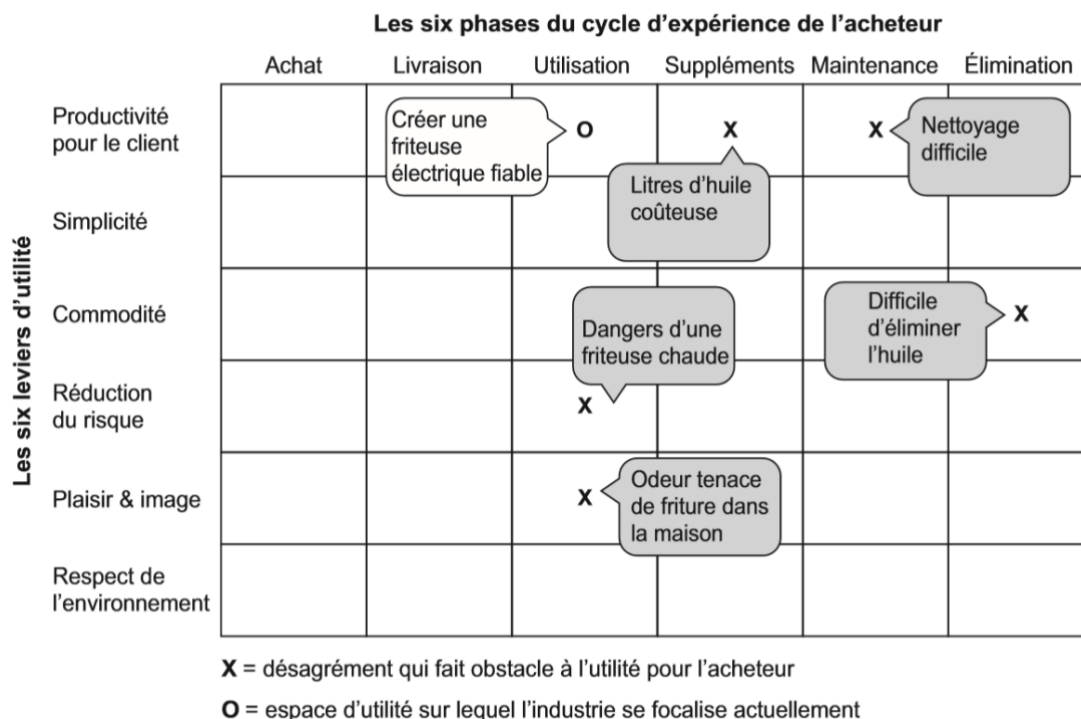 Les six phases du cycle d’expérience de l’acheteur
Achat Livraison Utilisation Suppléments Maintenance Élimination
Les six leviers d’utilité
Productivité
pour le client
Créer une
friteuse
électrique fiable
O
X
X
Nettoyage
difficile
Litres d’huile
coûteuse
Simplicité
Commodité
Dangers d’une
friteuse chaude
Difficile
d’éliminer
l’huile
X
Réduction
du risque
X
Plaisir & image
X
Odeur tenace
de friture dans
la maison
Respect de
l’environnement
X = désagrément qui fait obstacle à l’utilité pour l’acheteur
O = espace d’utilité sur lequel l’industrie se focalise actuellement